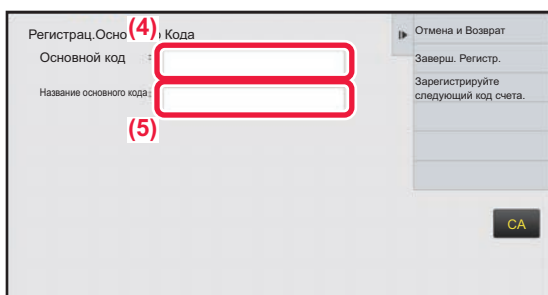 Регистрац.Осно (4) о Кода
Отмена и Возврат
Основной код :
Заверш. Регистр.
Название основного кода:
Зарегистрируйте
следующий код счета.
(5)
CA